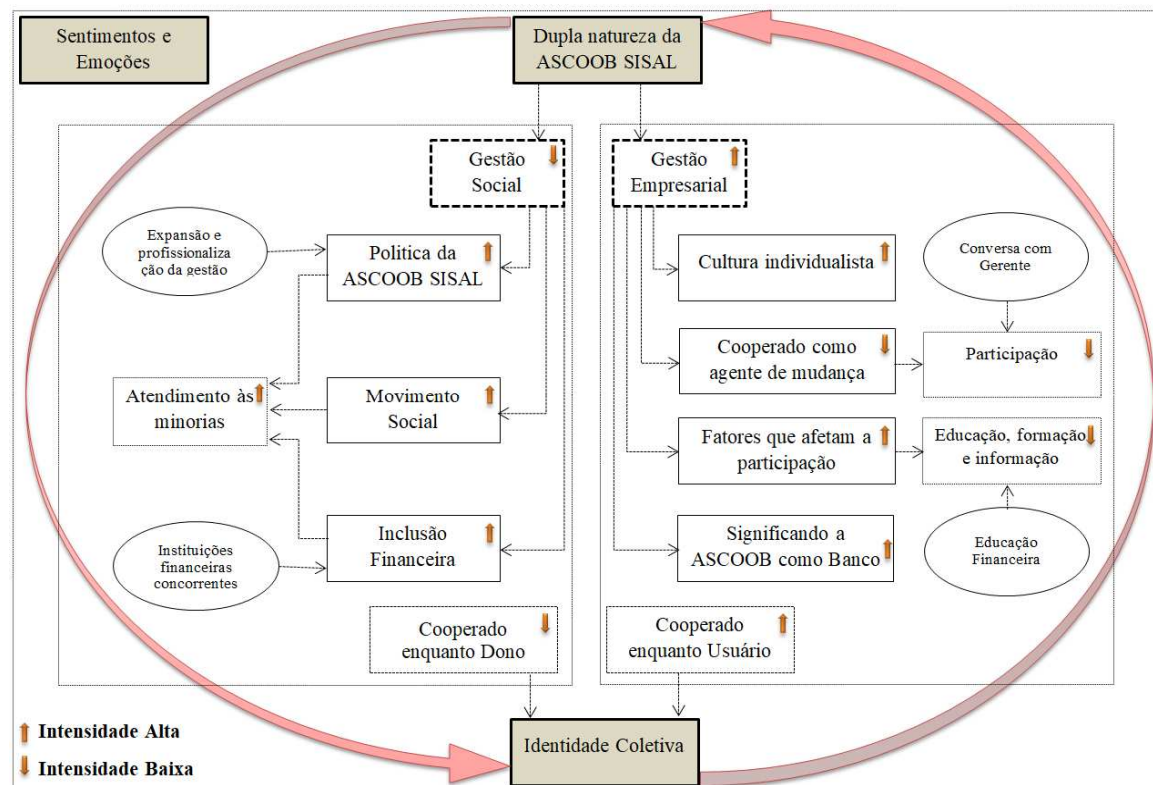 Sentimentos e
Emoções
Dupla natureza da
ASCOOB SISAL
Gestão
Social
Gestão
Empresarial
Expansão e
profissionaliza
ção da gestão
Politica da
ASCOOB SISAL
Cultura individualista
Conversa com
Gerente
Cooperado como
agente de mudança
Participação
Atendimento às
minorias
Movimento
Social
Fatores que afetam a
participação
Educação, formação
e informação
Instituições
financeiras
concorrentes
Inclusão
Financeira
Significando a
ASCOOB como Banco
Educação
Financeira
Cooperado
enquanto Dono
Cooperado
enquanto Usuário
Intensidade Alta
Intensidade Baixa
Identidade Coletiva